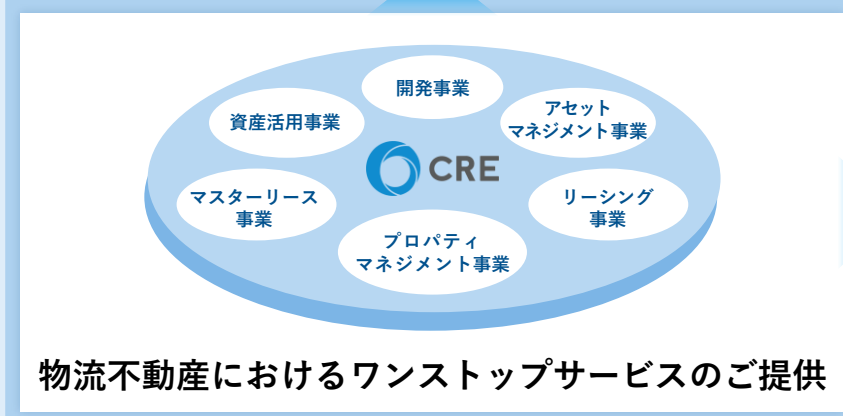 開発事業
資産活用事業
アセット
マネジメント事業
CRE
マスターリース
事業
リーシング
事業
プロパティ
マネジメント事業
物流不動産におけるワンストップサービスのご提供